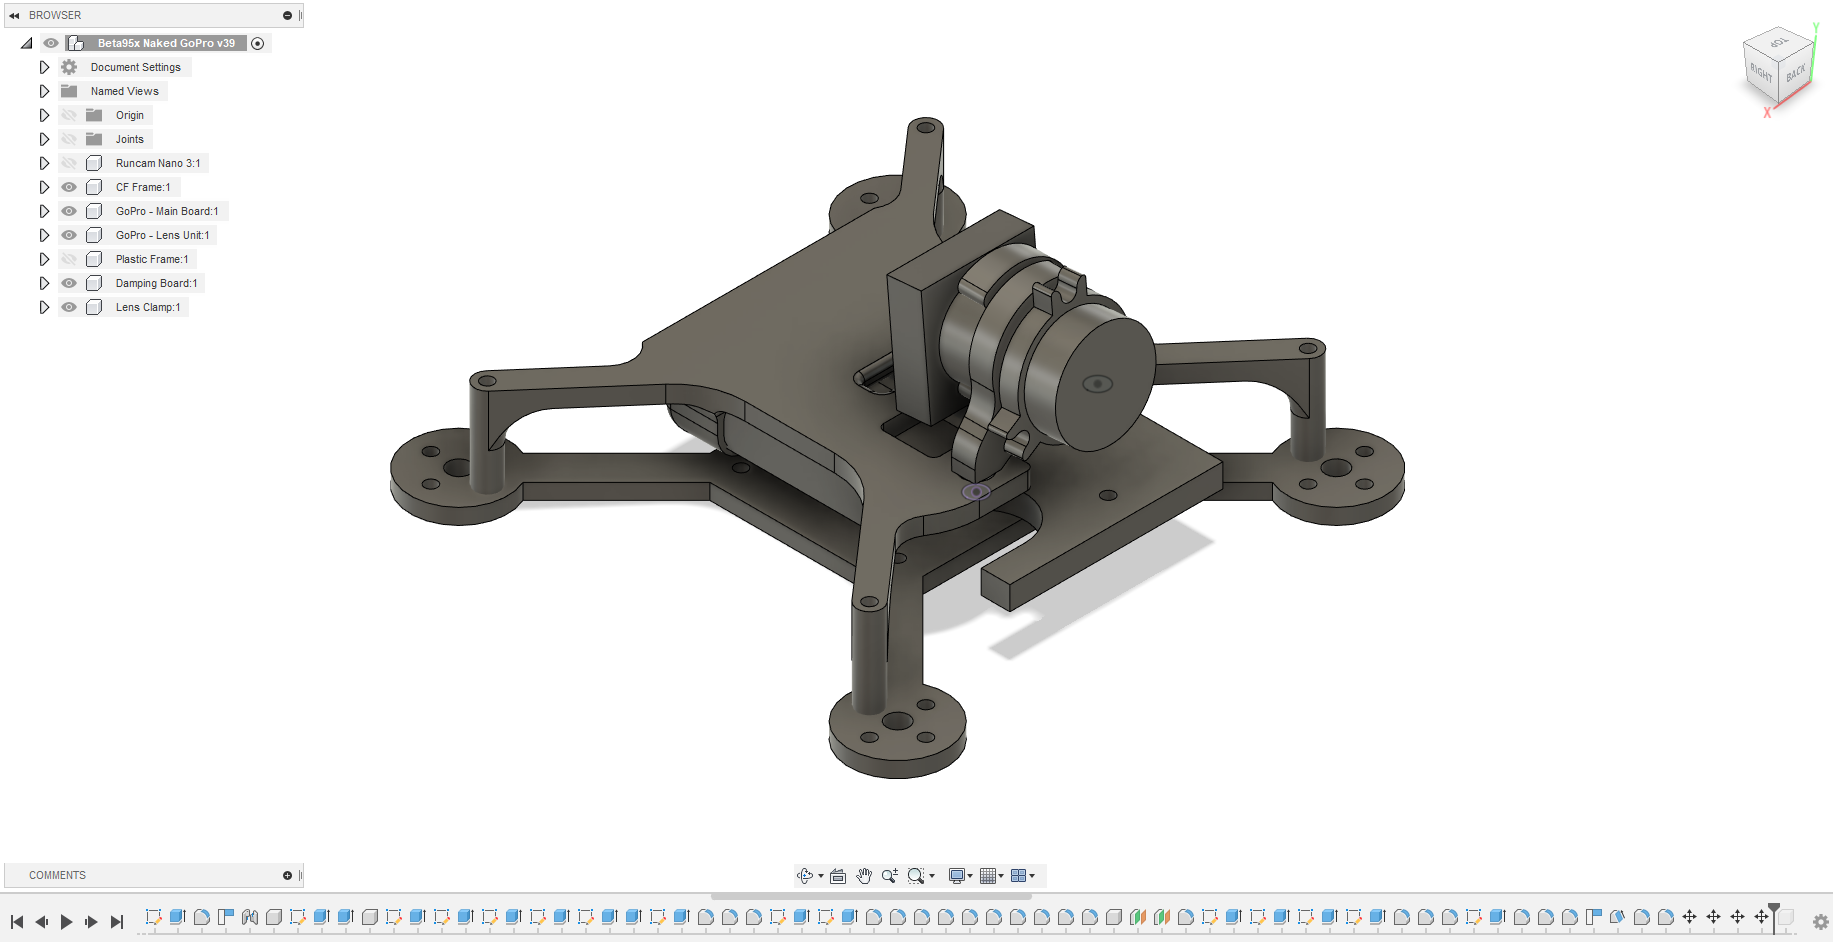 BROWSER
Beta95x Naked GoPro v39
Document Settings
Named Views
Origin
Joints
Runcam Nano 3:1
CF Frame:1
GoPro - Main Board:1
GoPro - Lens Unit:1
Plastic Frame:1
Damping Board:1
Lens Clamp:1
Y
TOP
RIGHT
BACK
X
COMMENTS